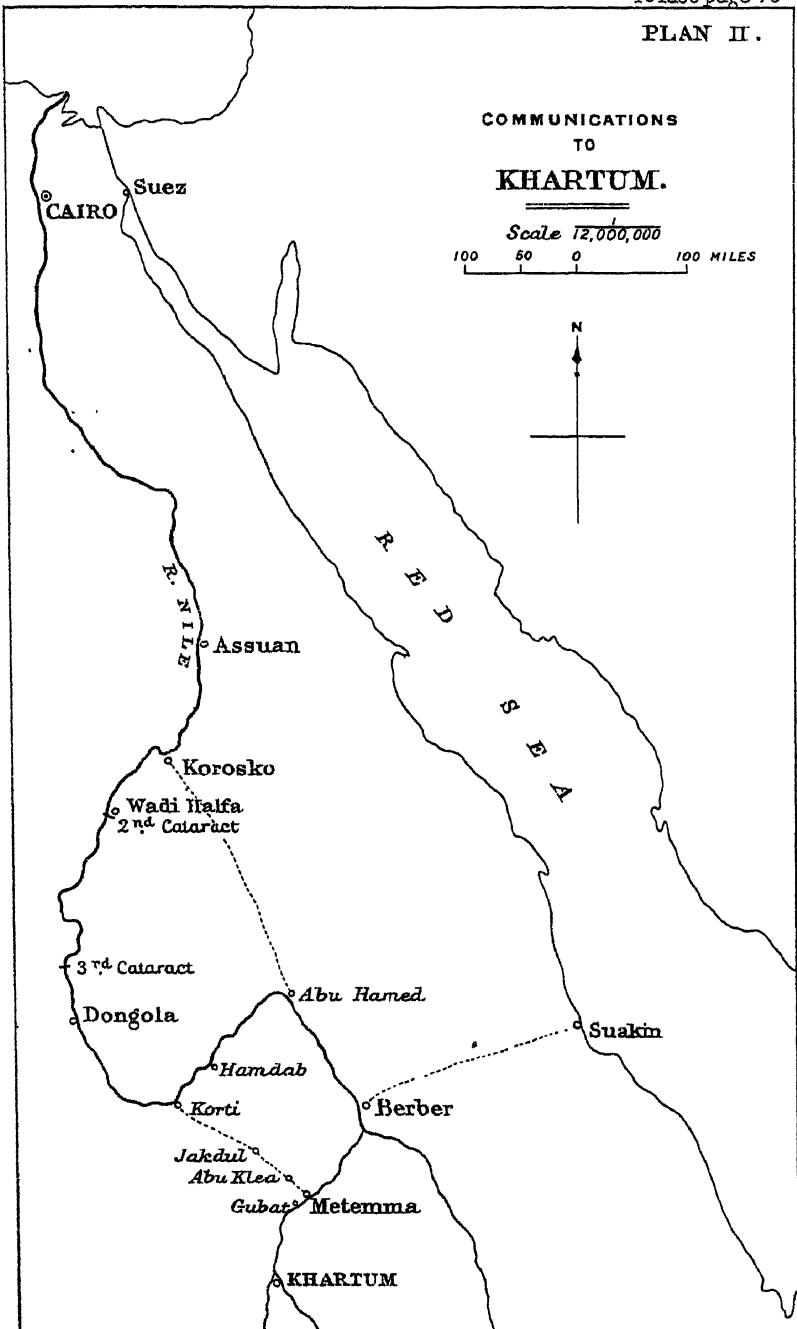 PLAN II.
COMMUNICATIONS
TO
KHARTUM.
Scale 1/12,000,000
100 50 0 100 MILES
N
Suez
CAIRO
RED
SEA
R. NILE
Assuan
Korosko
Wadi Halfa
2nd Cataract
3rd Cataract
Abu Hamed
Dongola
Suakin
Hamdab
Korti
Berber
Jakdul
Abu Klea
Gubat
Metemma
KHARTUM